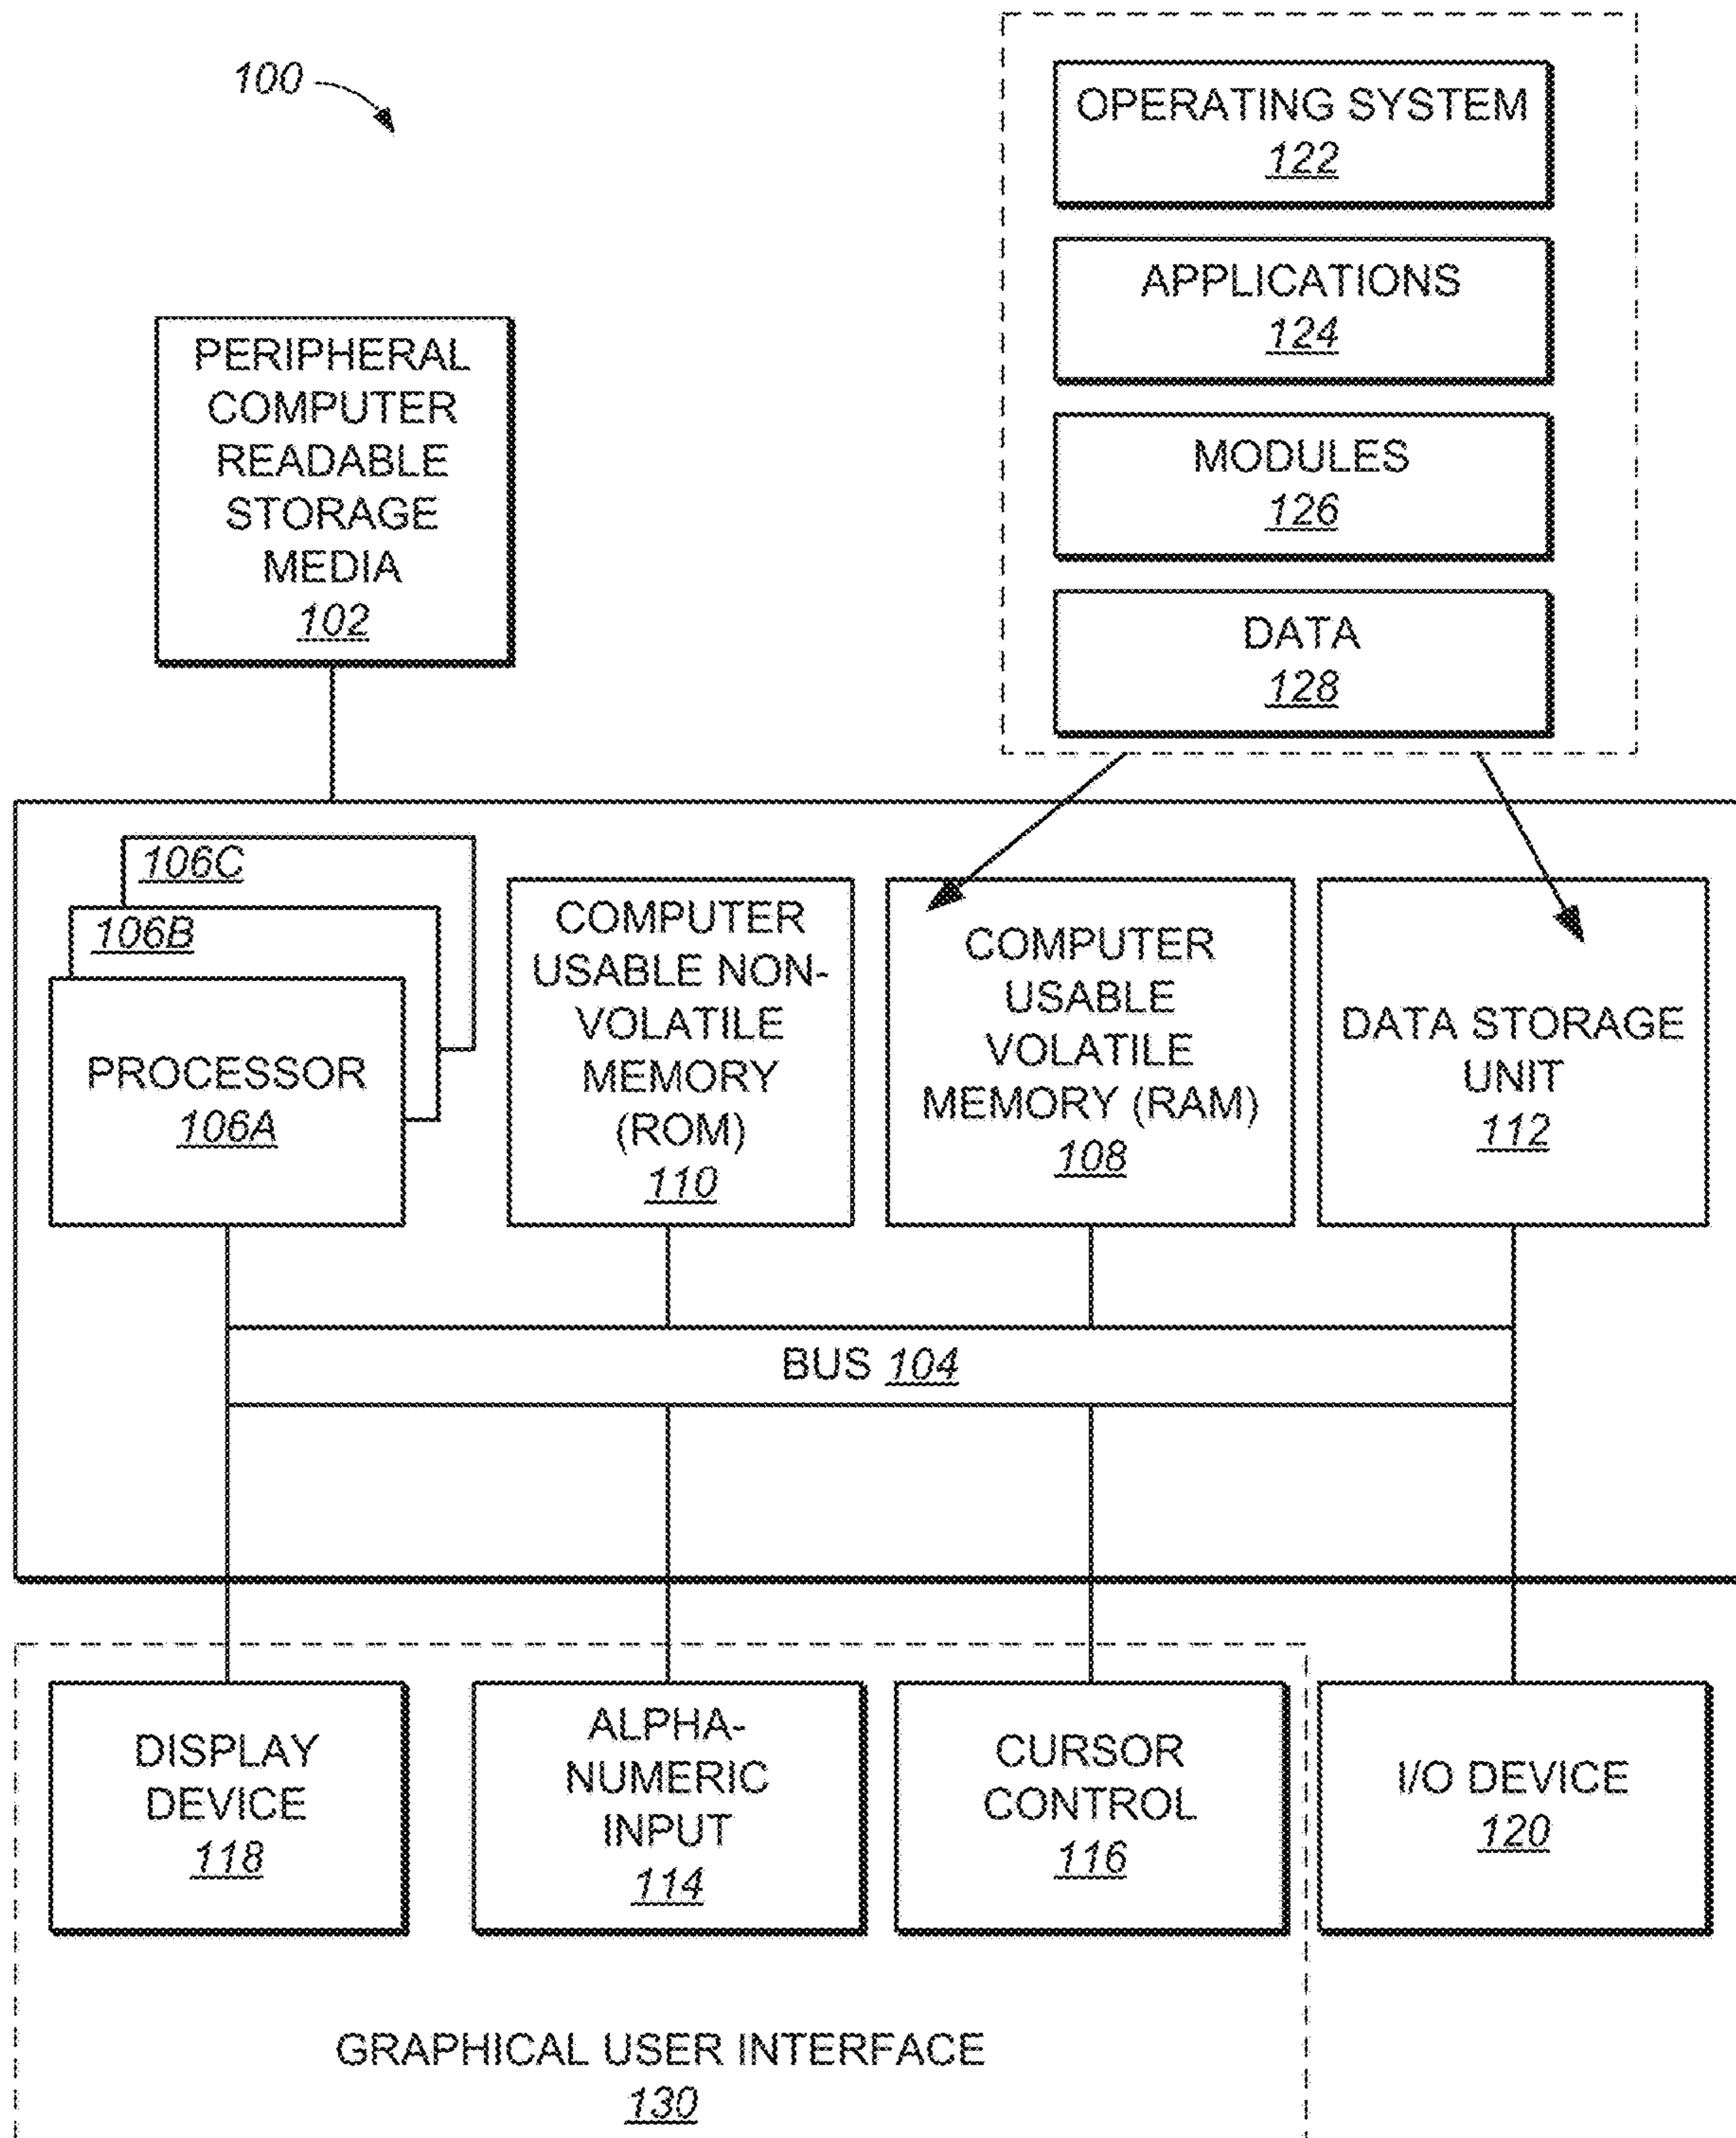 100
OPERATING SYSTEM
122
APPLICATIONS
124
MODULES
126
DATA
128
PERIPHERAL
COMPUTER
READABLE
STORAGE
MEDIA
102
106C
106B
PROCESSOR
106A
COMPUTER
USABLE NON-
VOLATILE
MEMORY
(ROM)
110
COMPUTER
USABLE
VOLATILE
MEMORY (RAM)
108
DATA STORAGE
UNIT
112
BUS 104
DISPLAY
DEVICE
118
ALPHA-
NUMERIC
INPUT
114
CURSOR
CONTROL
116
I/O DEVICE
120
GRAPHICAL USER INTERFACE
130